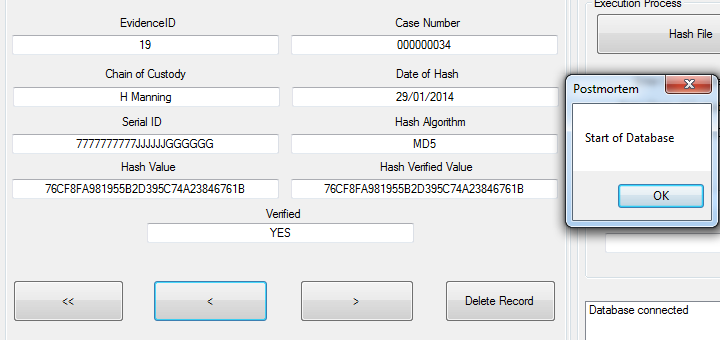 EvidenceID
19
Case Number
000000034
Chain of Custody
H Manning
Date of Hash
29/01/2014
Serial ID
7777777777JJJJJJGGGGGG
Hash Algorithm
MD5
Hash Value
76CF8FA981955B2D395C74A23846761B
Hash Verified Value
76CF8FA981955B2D395C74A23846761B
Verified
YES
<<
<
>
Delete Record
Execution Process
Hash File
Postmortem
Start of Database
OK
Database connected